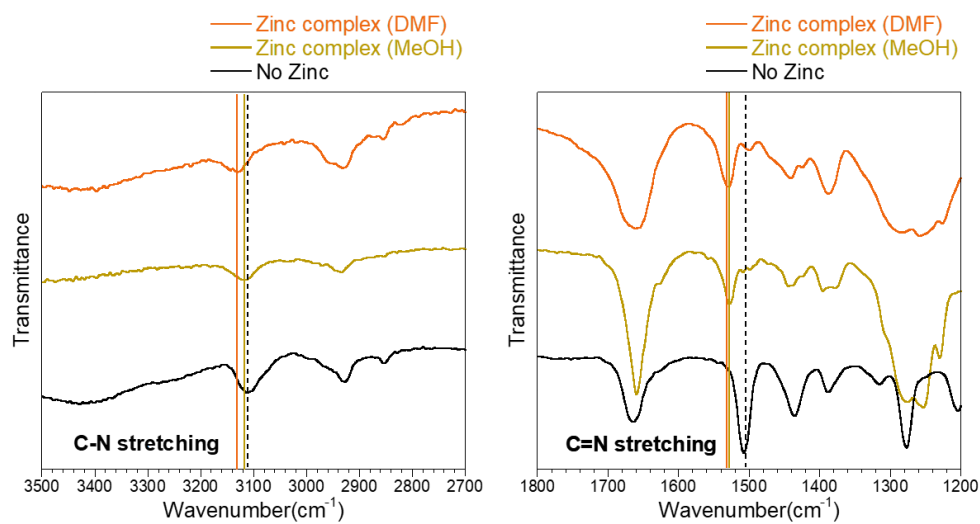 Zinc complex (DMF)
Zinc complex (MeOH)
No Zinc
Transmittance
C-N stretching
3500 3400 3300 3200 3100 3000 2900 2800 2700
Wavenumber(cm⁻¹)
Zinc complex (DMF)
Zinc complex (MeOH)
No Zinc
Transmittance
C=N stretching
1800 1700 1600 1500 1400 1300 1200
Wavenumber(cm⁻¹)